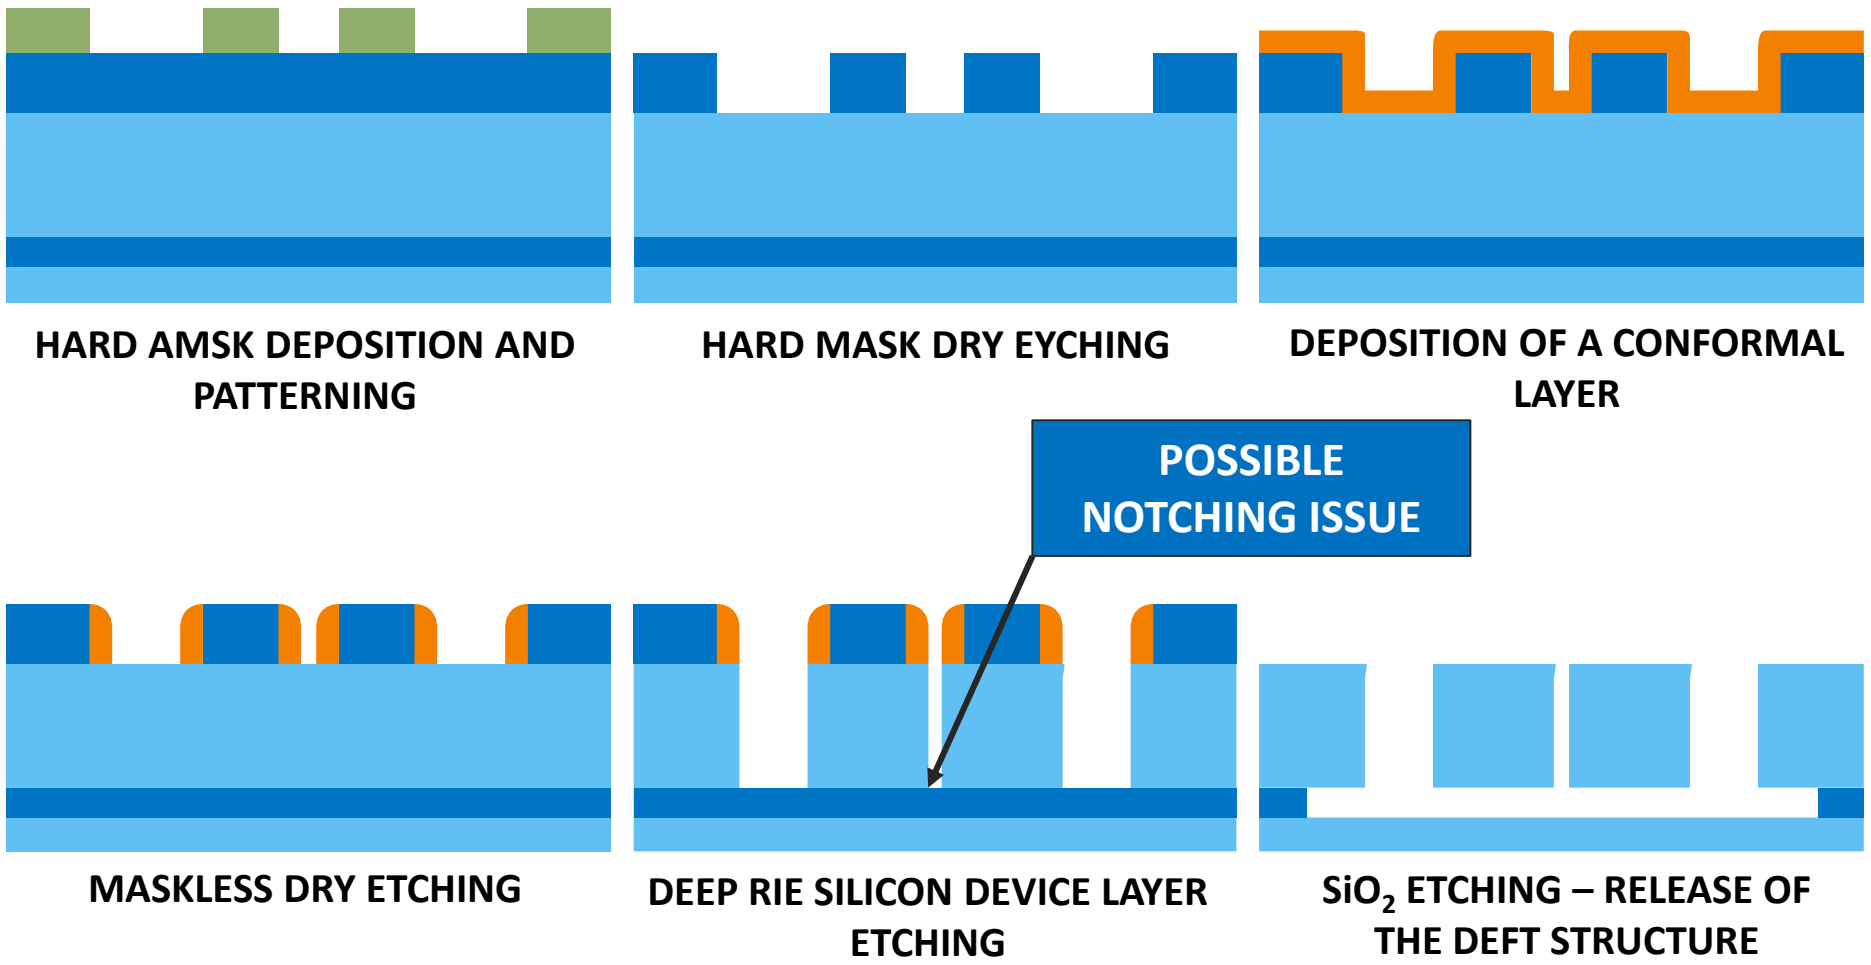 HARD AMSK DEPOSITION AND
PATTERNING
HARD MASK DRY EYCHING
DEPOSITION OF A CONFORMAL
LAYER
POSSIBLE
NOTCHING ISSUE
MASKLESS DRY ETCHING
DEEP RIE SILICON DEVICE LAYER
ETCHING
SiO₂ ETCHING – RELEASE OF
THE DEFT STRUCTURE